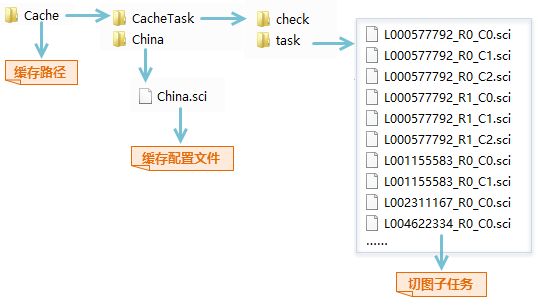 Cache
缓存路径
CacheTask
China
China.sci
缓存配置文件
check
task
L000577792_R0_C0.sci
L000577792_R0_C1.sci
L000577792_R0_C2.sci
L000577792_R1_C0.sci
L000577792_R1_C1.sci
L000577792_R1_C2.sci
L001155583_R0_C0.sci
L001155583_R0_C1.sci
L002311167_R0_C0.sci
L004622334_R0_C0.sci
......
切图子任务